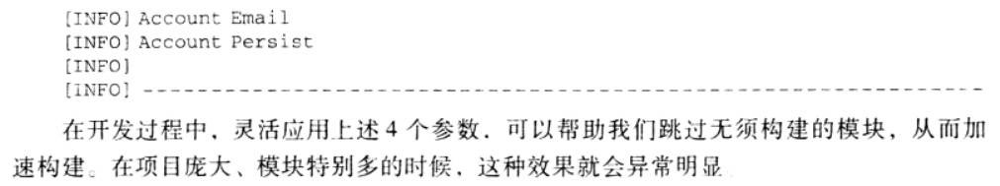 [INFO] Account Email
[INFO] Account Persist
[INFO]
[INFO] ----------------------------------------------------------------
在开发过程中，灵活应用上述4个参数，可以帮助我们跳过无须构建的模块，从而加
速构建。在项目庞大、模块特别多的时候，这种效果就会异常明显